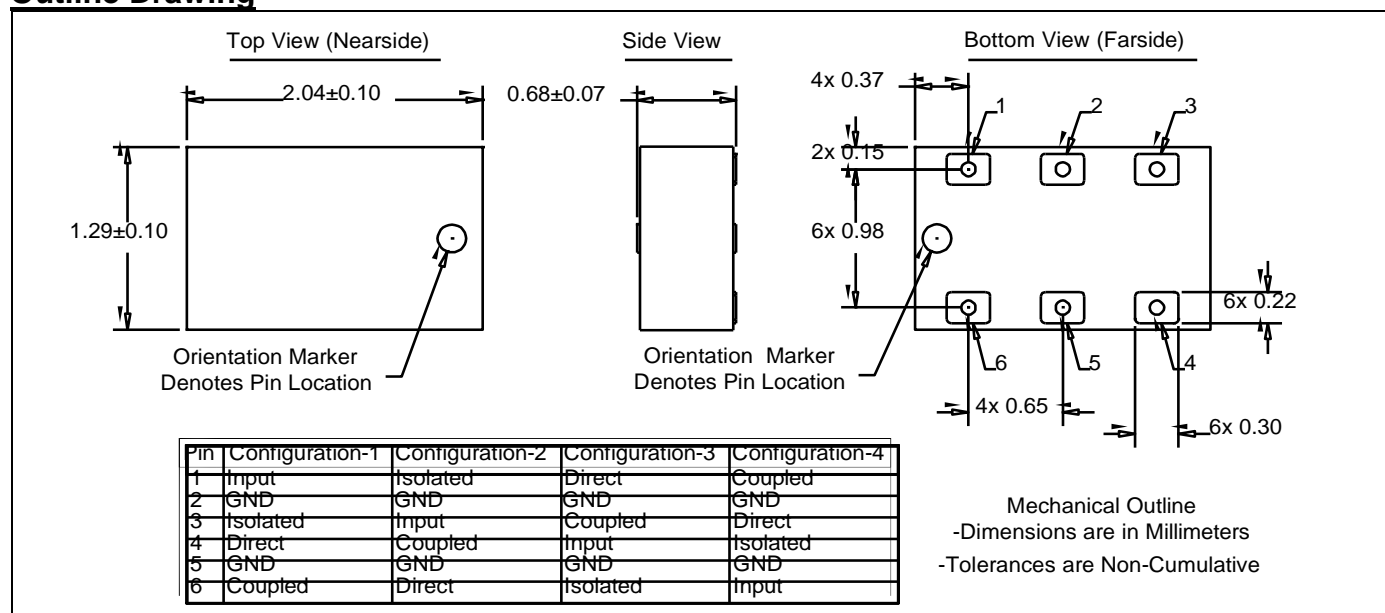 Outline Drawing
Top View (Nearside)
Side View
Bottom View (Farside)
2.04±0.10
0.68±0.07
4x 0.37
1
2
3
2x 0.15
1.29±0.10
6x 0.98
6x 0.22
Orientation Marker
Denotes Pin Location
Orientation Marker
Denotes Pin Location
6
5
4
4x 0.65
6x 0.30
Pin Configuration-1 Configuration-2 Configuration-3 Configuration-4
1 Input Isolated Direct Coupled
2 GND GND GND GND
3 Isolated Input Coupled Direct
4 Direct Coupled Input Isolated
5 GND GND GND GND
6 Coupled Direct Isolated Input
Mechanical Outline
-Dimensions are in Millimeters
-Tolerances are Non-Cumulative